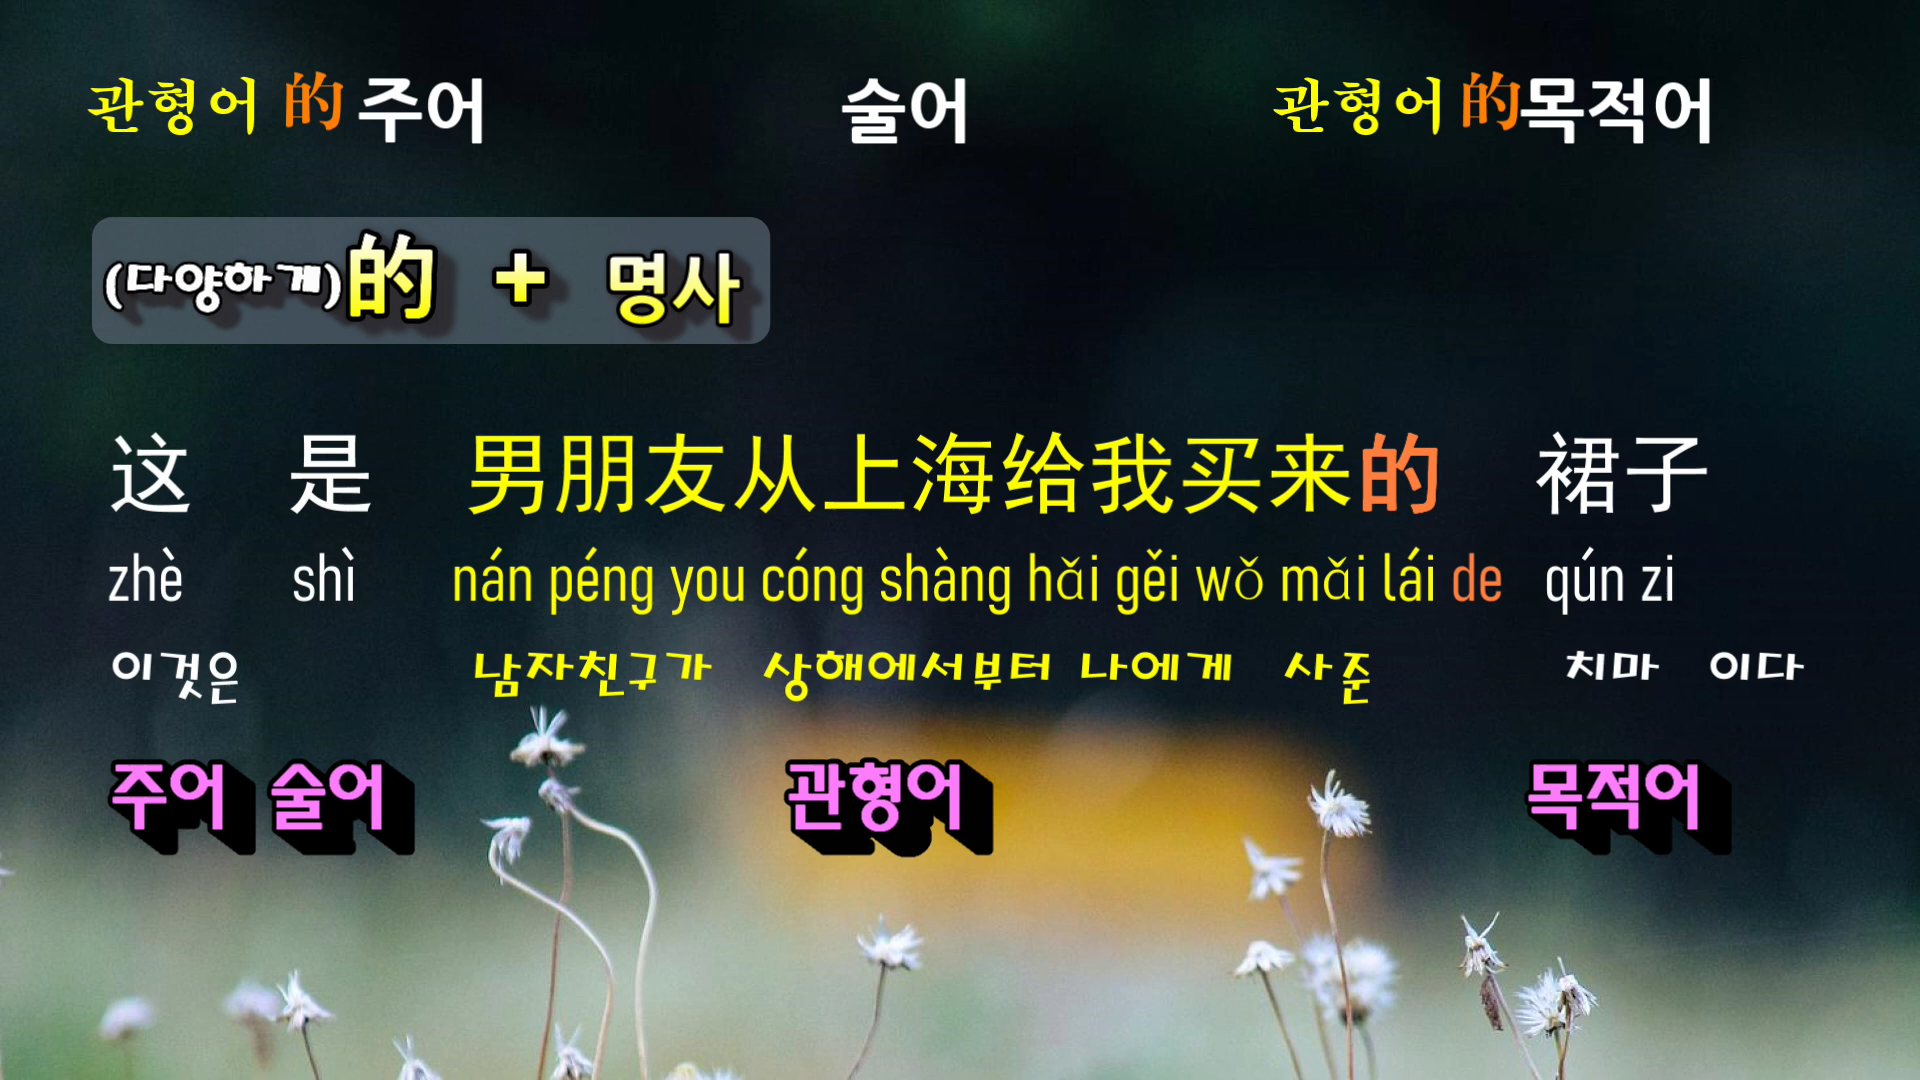 관형어 的 주어 술어 관형어 的목적어
(다양하게)的 + 명사
这 是 男朋友从上海给我买来的 裙子
zhè shì nán péng you cóng shàng hǎi gěi wǒ mǎi lái de qún zi
이것은 남자친구가 상해에서부터 나에게 사준 치마 이다
주어 술어 관형어 목적어